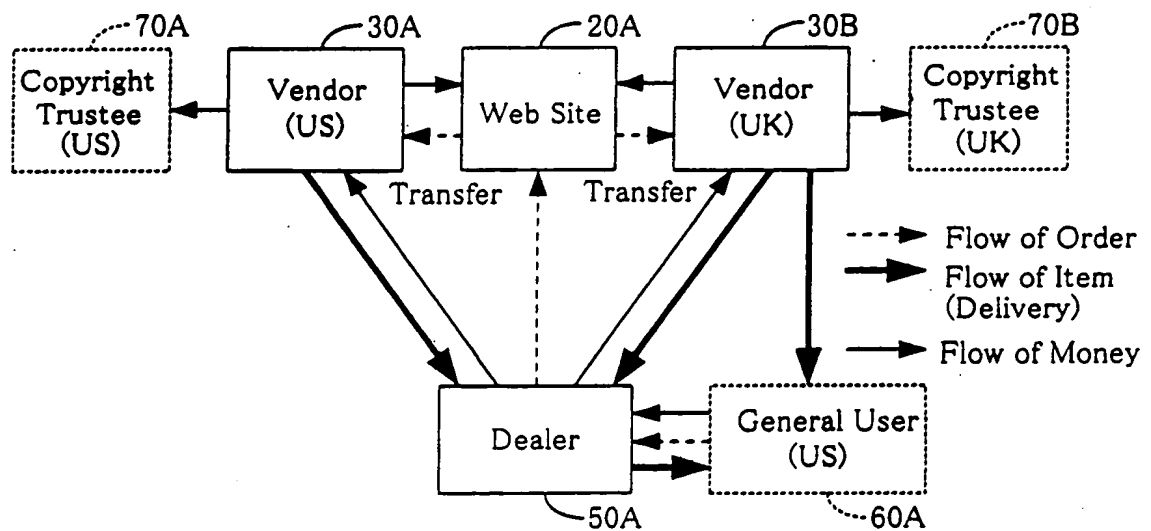 70A
30A
20A
30B
70B
Copyright
Trustee
(US)
Vendor
(US)
Web Site
Vendor
(UK)
Copyright
Trustee
(UK)
Transfer
Transfer
Flow of Order
Flow of Item
(Delivery)
Flow of Money
Dealer
General User
(US)
50A
60A